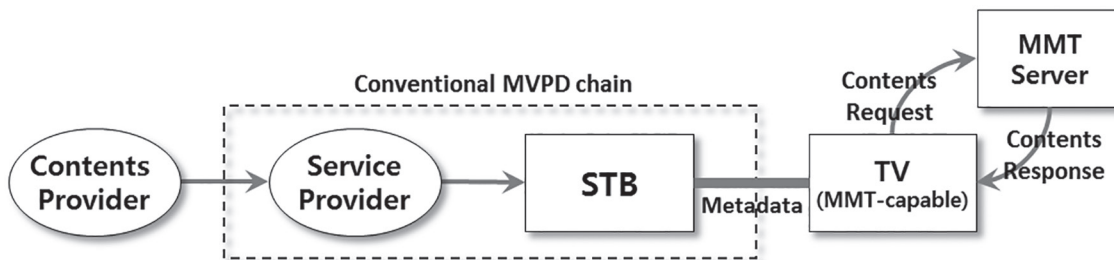 Conventional MVPD chain
Contents
Provider
Service
Provider
STB
Metadata
TV
(MMT-capable)
Contents
Request
MMT
Server
Contents
Response